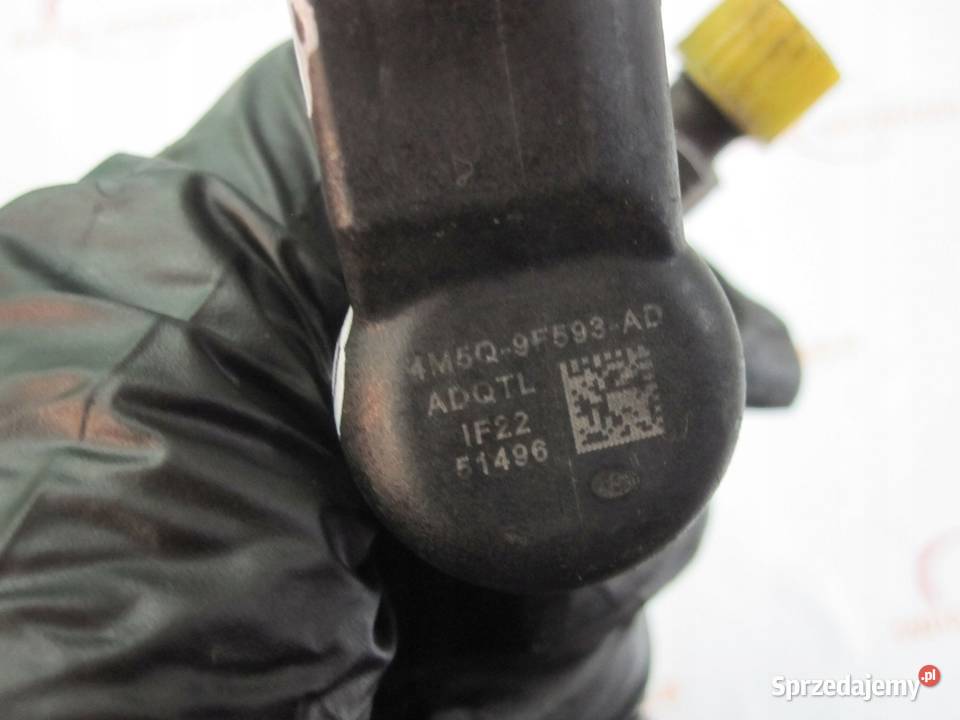 4M5Q-9F593-AD
ADQTL
IF22
51496
Sprzedajemy.pl